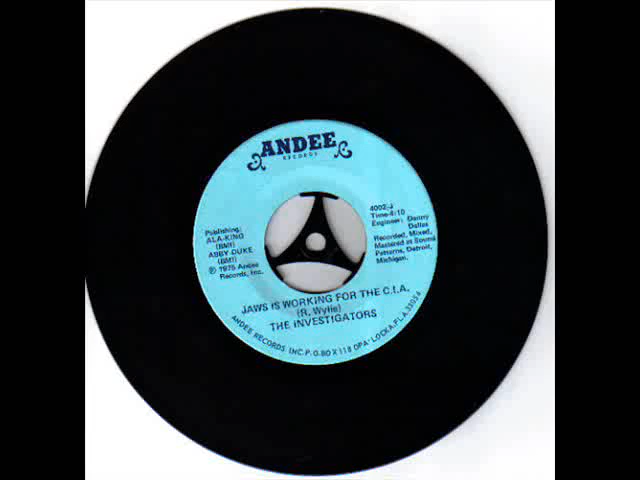 ANDEE
RECORDS
Publishing:
ALA-KING
(BMI)
ABBY DUKE
(BMI)
℗ 1975 Andee
Records, Inc.
4002-J
Time-4:10
Engineer: Danny
Dallas
Recorded, Mixed,
Mastered at Sound
Patterns, Detroit,
Michigan.
JAWS IS WORKING FOR THE C.I.A.
(R. Wylie)
THE INVESTIGATORS
ANDEE RECORDS INC. P.O. BOX 118 OPA-LOCKA, FLA. 33054